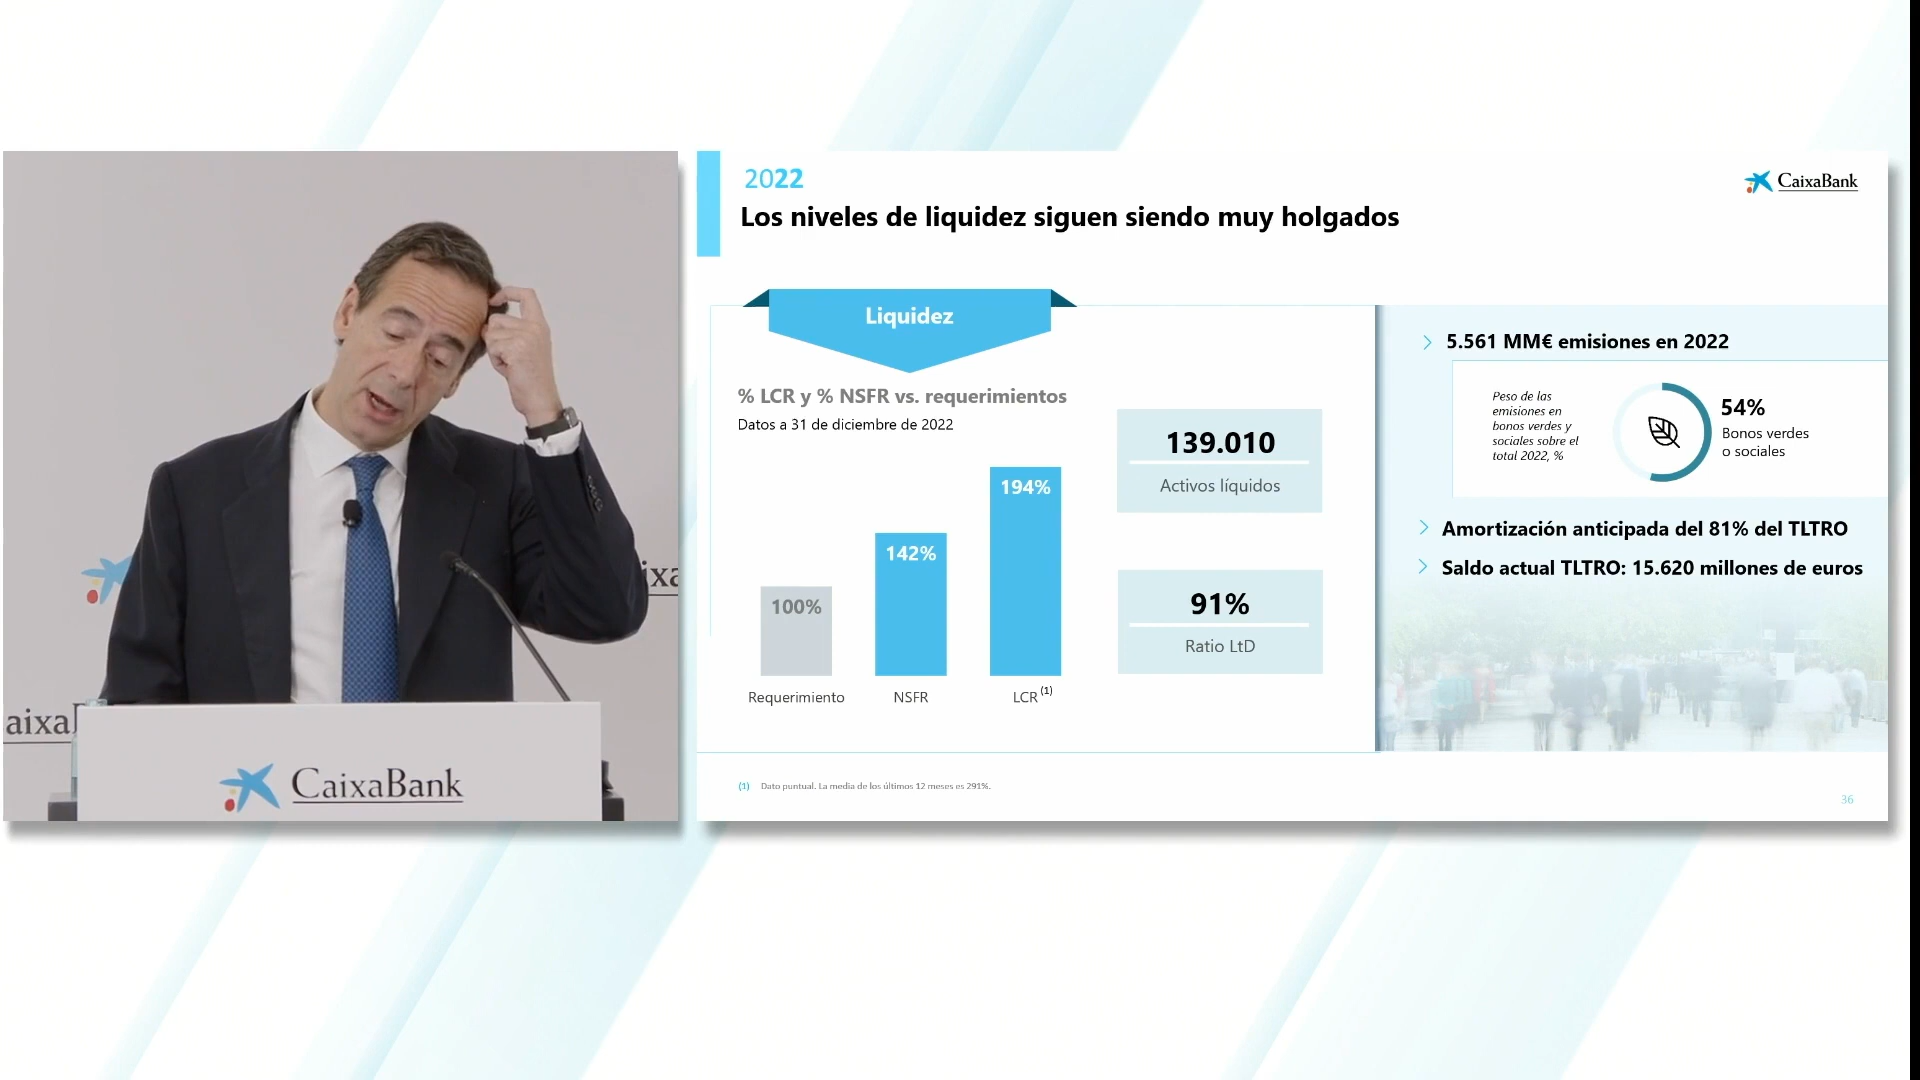 ixa
aixaB
CaixaBank
2022
Los niveles de liquidez siguen siendo muy holgados
CaixaBank
Liquidez
% LCR y % NSFR vs. requerimientos
Datos a 31 de diciembre de 2022
100%
142%
194%
Requerimiento
NSFR
LCR (1)
139.010
Activos líquidos
91%
Ratio LtD
5.561 MM€ emisiones en 2022
Peso de las
emisiones en
bonos verdes y
sociales sobre el
total 2022, %
54%
Bonos verdes
o sociales
Amortización anticipada del 81% del TLTRO
Saldo actual TLTRO: 15.620 millones de euros
(1) Dato puntual. La media de los últimos 12 meses es 291%.
36